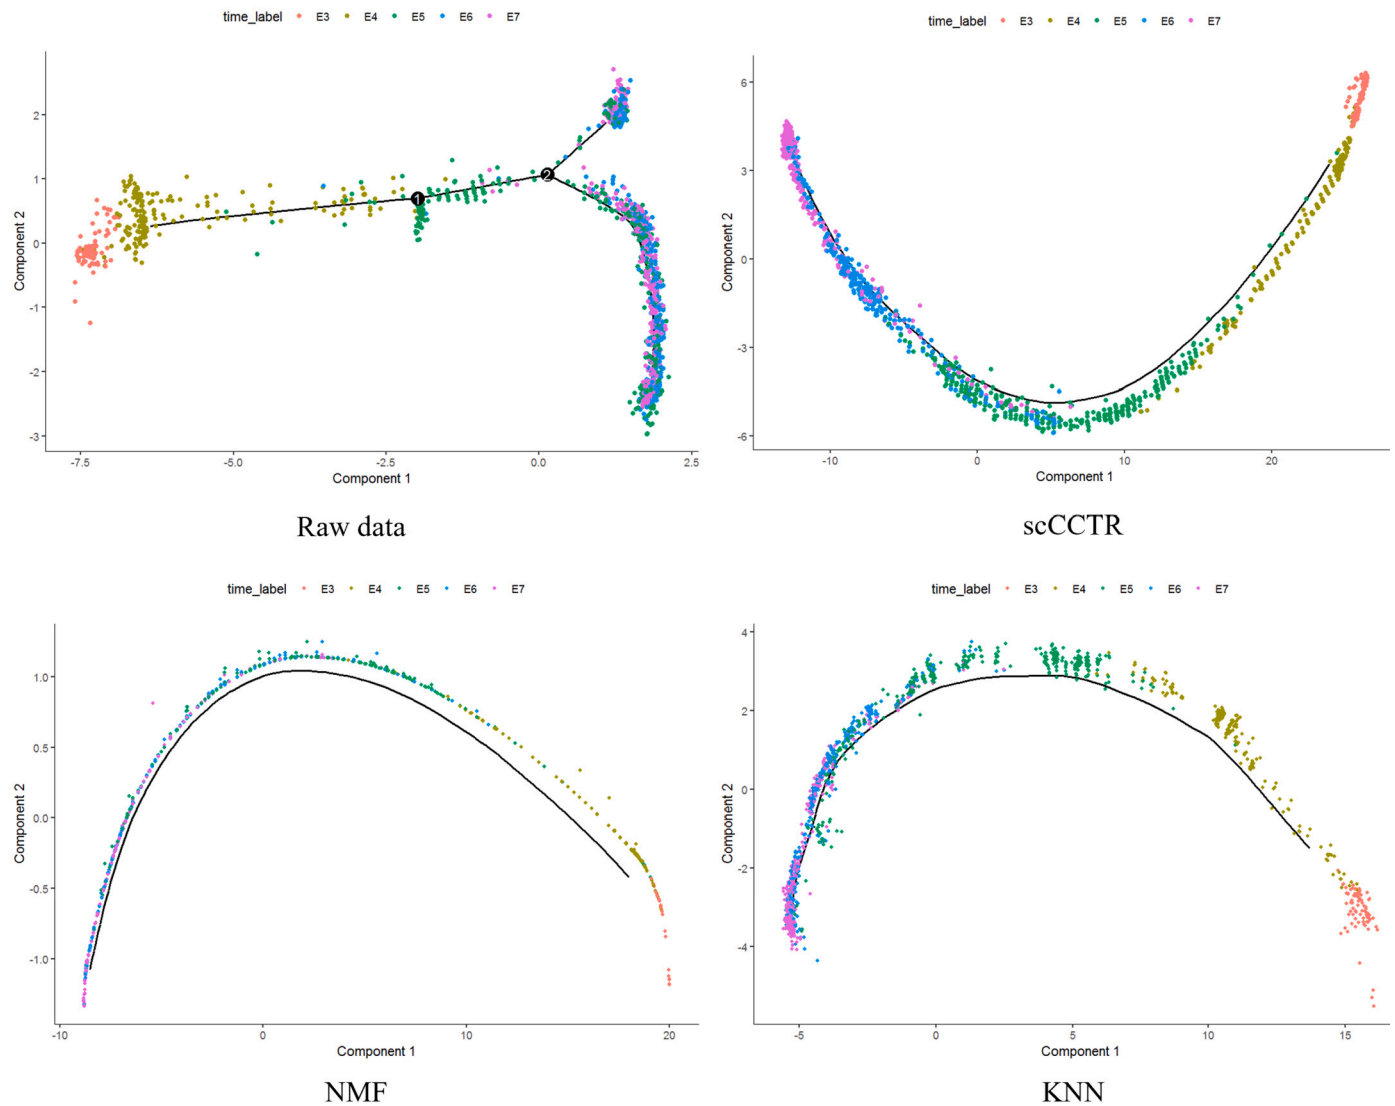 time_label E3 E4 E5 E6 E7
Component 2
2
1
0
-1
-2
-3
1
2
-7.5 -5.0 -2.5 0.0 2.5
Component 1
Raw data
time_label E3 E4 E5 E6 E7
Component 2
6
3
0
-3
-6
-10 0 10 20
Component 1
scCCTR
time_label E3 E4 E5 E6 E7
Component 2
1.0
0.5
0.0
-0.5
-1.0
-10 0 10 20
Component 1
NMF
time_label E3 E4 E5 E6 E7
Component 2
4
2
0
-2
-4
-5 0 5 10 15
Component 1
KNN